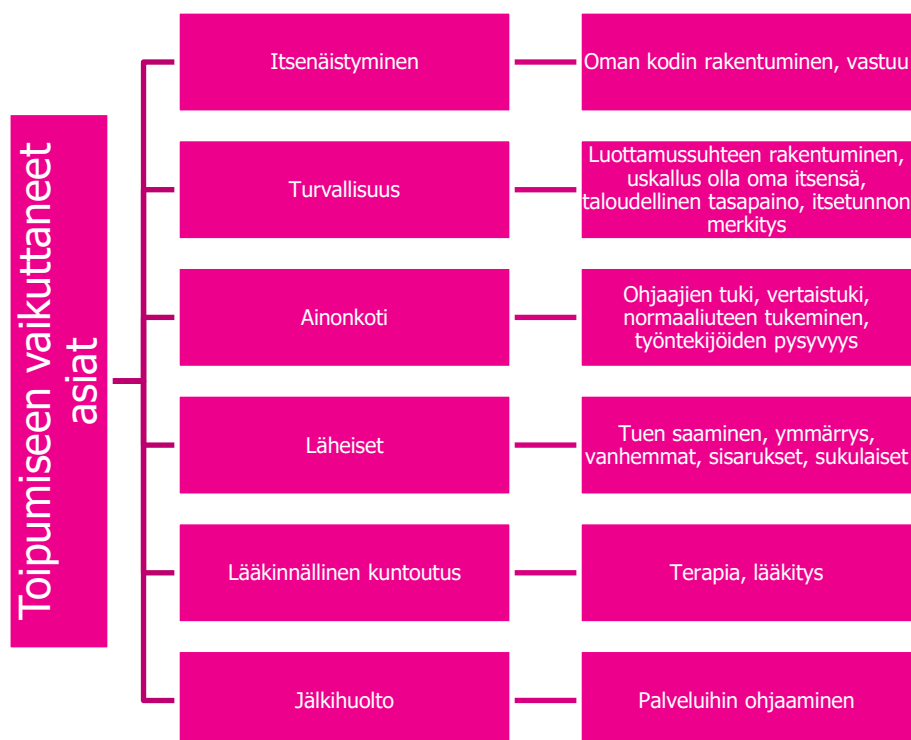 Toipumiseen vaikuttaneet
asiat
Itsenäistyminen
Oman kodin rakentuminen, vastuu
Turvallisuus
Luottamussuhteen rakentuminen,
uskallus olla oma itsensä,
taloudellinen tasapaino, itsetunnon
merkitys
Ainonkoti
Ohjaajien tuki, vertaistuki,
normaaliuteen tukeminen,
työntekijöiden pysyvyys
Läheiset
Tuen saaminen, ymmärrys,
vanhemmat, sisarukset, sukulaiset
Lääkinnällinen kuntoutus
Terapia, lääkitys
Jälkihuolto
Palveluihin ohjaaminen